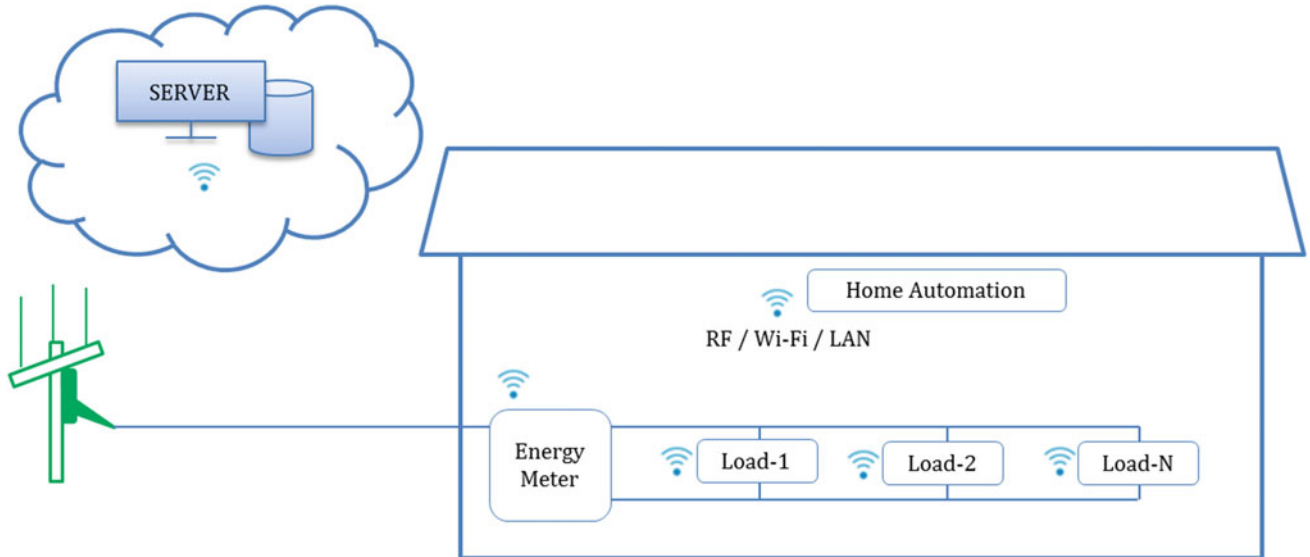 SERVER
Home Automation
RF / Wi-Fi / LAN
Energy
Meter
Load-1
Load-2
Load-N